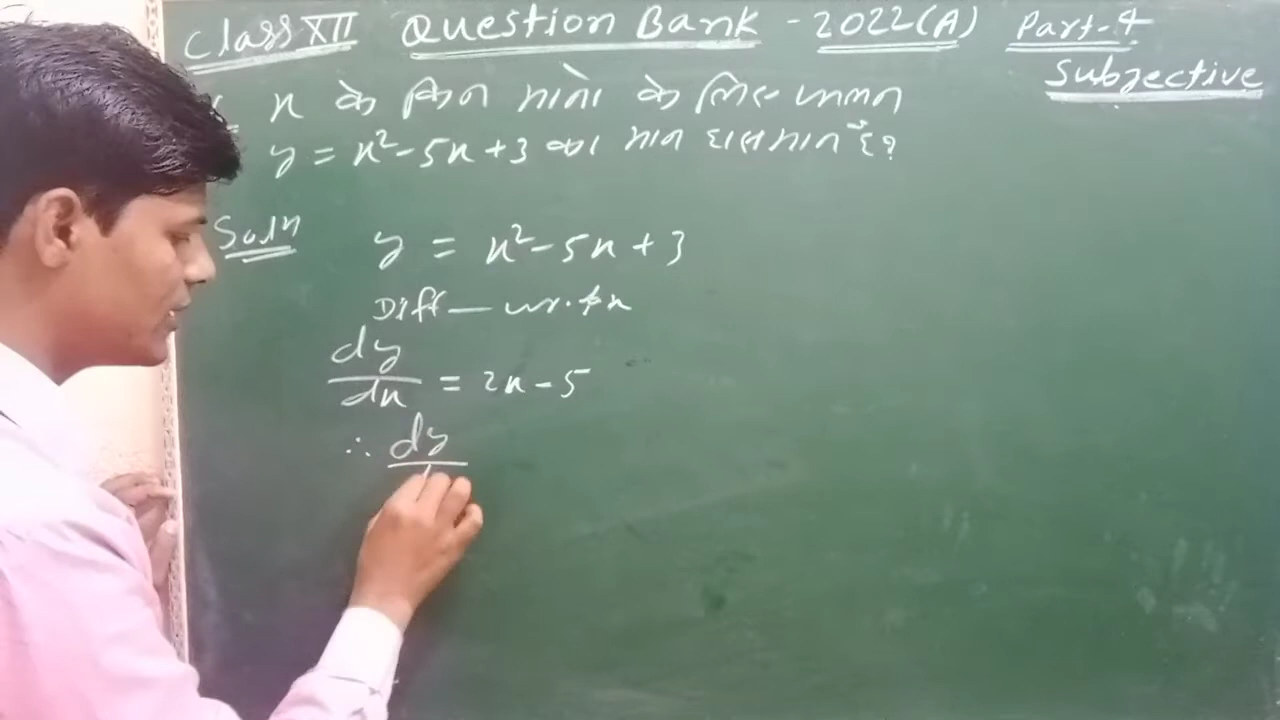 Class XII Question Bank - 2022(A) Part-4
Subjective
x के किन मानों के लिए फलन
y = x² - 5x + 3 का मान ह्रासमान है?
Soln
y = x² - 5x + 3
Diff — w.r. to x
dy/dx = 2x - 5
∴ dy